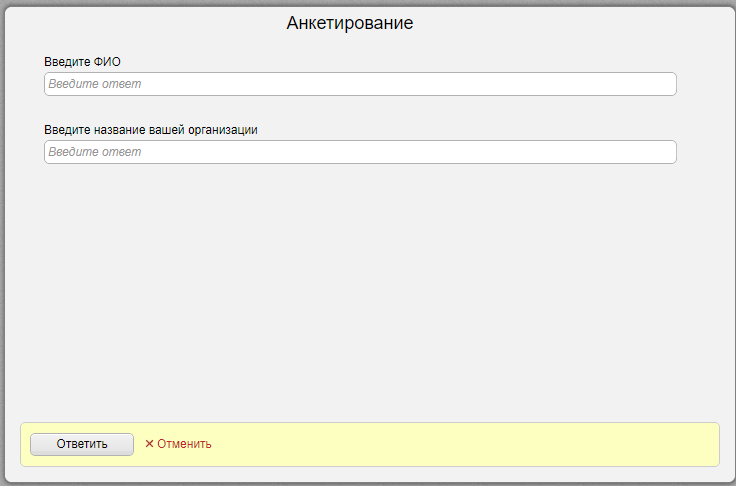 Анкетирование
Введите ФИО
Введите ответ
Введите название вашей организации
Введите ответ
Ответить ✕ Отменить